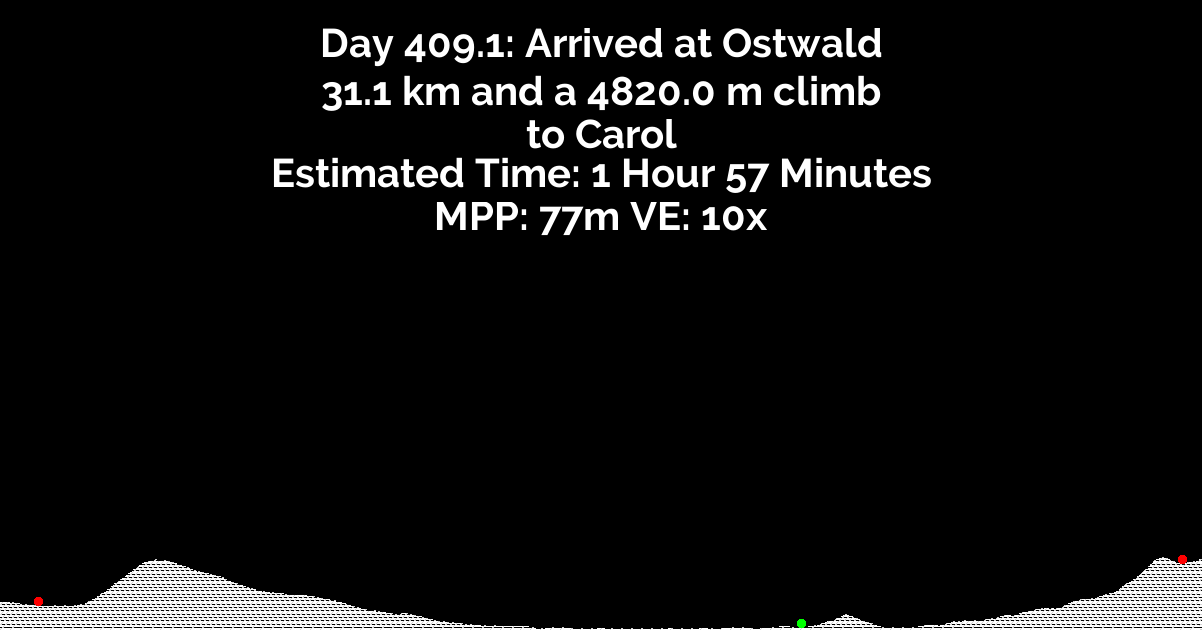 Day 409.1: Arrived at Ostwald
31.1 km and a 4820.0 m climb
to Carol
Estimated Time: 1 Hour 57 Minutes
MPP: 77m VE: 10x